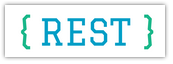 { REST }